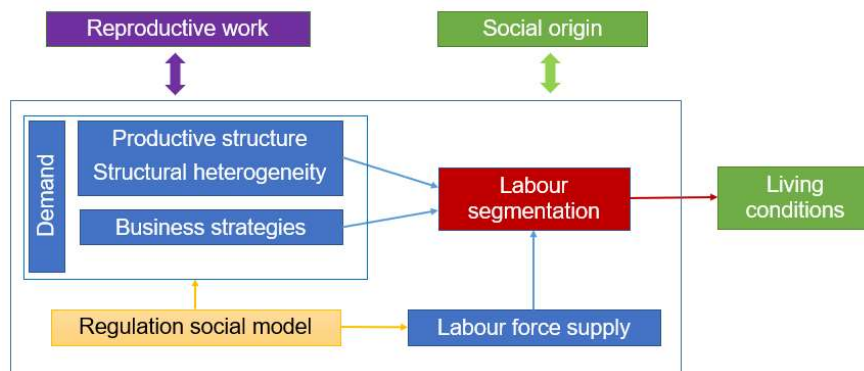 Reproductive work
Social origin
Demand
Productive structure
Structural heterogeneity
Business strategies
Labour
segmentation
Living
conditions
Regulation social model
Labour force supply